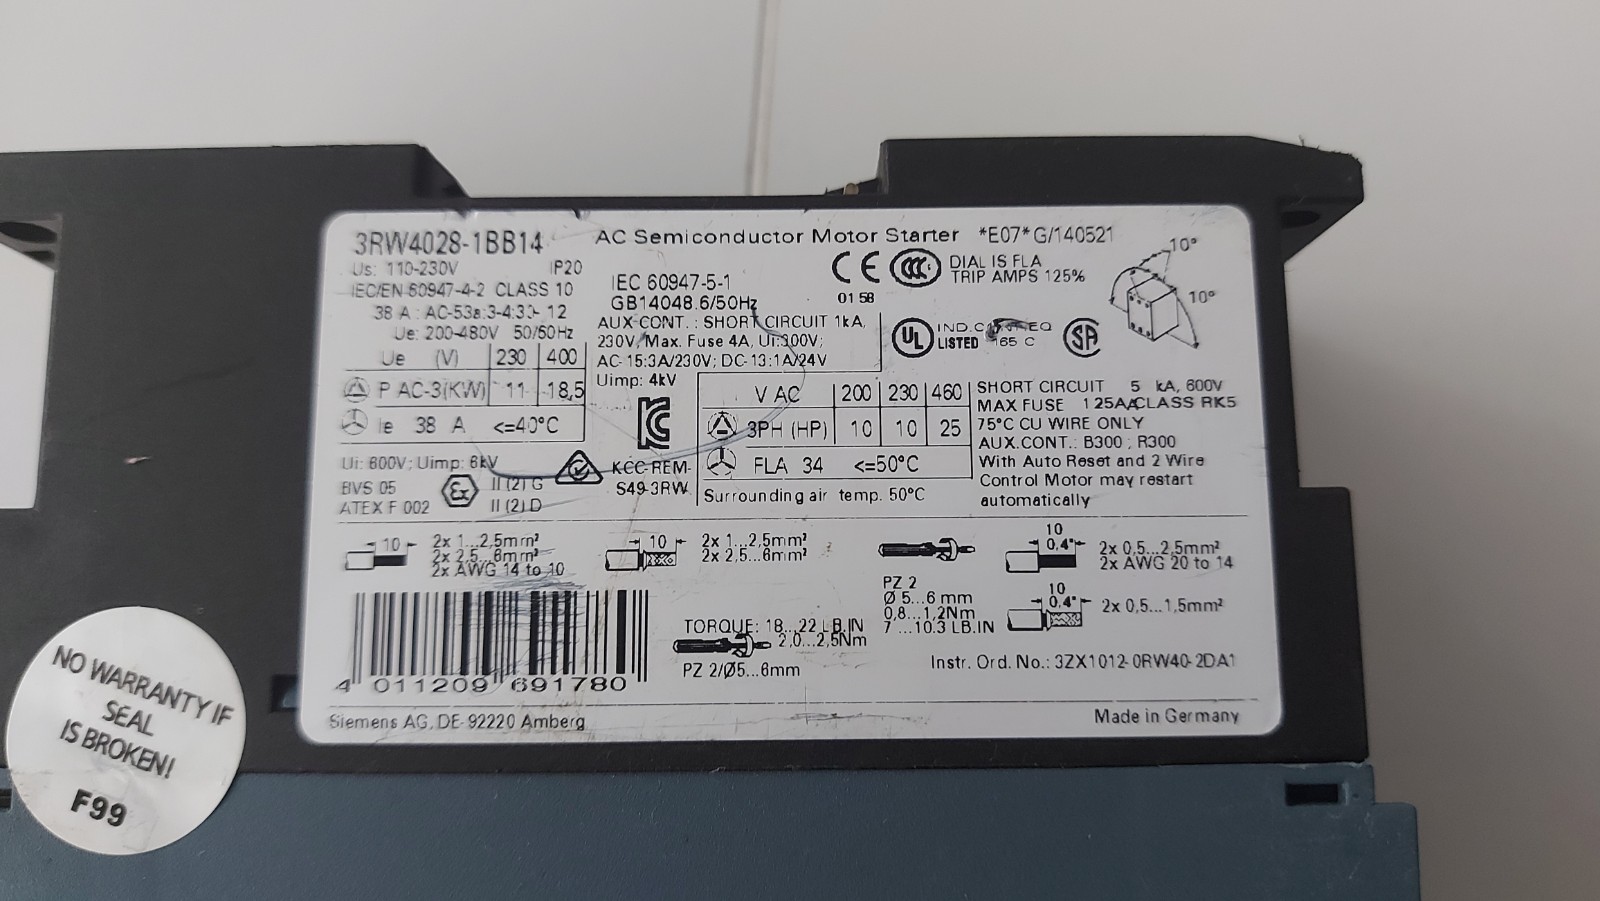 3RW4028-1BB14
AC Semiconductor Motor Starter *E07*G/140521
Us: 110-230V IP20
IEC/EN 60947-4-2 CLASS 10
38 A : AC-53a:3-4:30- 12
Ue: 200-480V 50/60Hz
Ue (V) 230 400
P AC-3(KW) 11 18,5
Ie 38 A <=40°C
Ui: 600V; Uimp: 6kV
BVS 05
ATEX F 002
Ex
II (2) G
II (2) D
IEC 60947-5-1
GB14048.6/50Hz
AUX-CONT. : SHORT CIRCUIT 1kA,
230V, Max. Fuse 4A, Ui:300V;
AC-15:3A/230V; DC-13:1A/24V
Uimp: 4kV
KCC-REM-
S49-3RW
CE CCC
01 58
DIAL IS FLA
TRIP AMPS 125%
10°
10°
UL
IND. EQ
LISTED 165 C
SA
V AC 200 230 460
3PH (HP) 10 10 25
FLA 34 <=50°C
Surrounding air temp. 50°C
SHORT CIRCUIT 5 kA, 600V
MAX FUSE 125A CLASS RK5
75°C CU WIRE ONLY
AUX.CONT.: B300 ; R300
With Auto Reset and 2 Wire
Control Motor may restart
automatically
10
2x 1...2,5mm²
2x 2,5...6mm²
2x AWG 14 to 10
10
2x 1...2,5mm²
2x 2,5...6mm²
TORQUE: 18...22 LB.IN
2,0...2,5Nm
PZ 2/Ø5...6mm
PZ 2
Ø 5...6 mm
0,8...1,2Nm
7 ...10.3 LB.IN
10
0,4"
2x 0,5...2,5mm²
2x AWG 20 to 14
10
0.4"
2x 0,5...1,5mm²
4 011209 691780
Instr. Ord. No.: 3ZX1012-0RW40-2DA1
Siemens AG, DE-92220 Amberg
Made in Germany
NO WARRANTY IF
SEAL
IS BROKEN!
F99